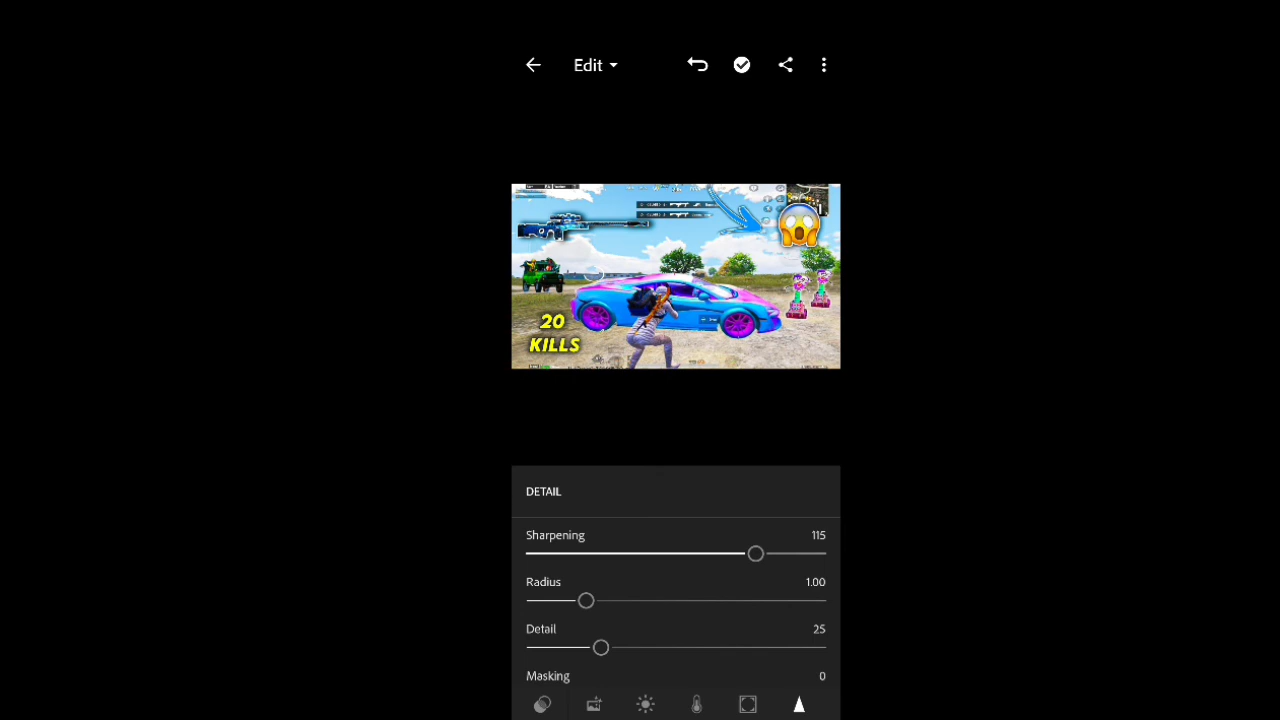 Edit
20
KILLS
DETAIL
Sharpening 115
Radius 1.00
Detail 25
Masking 0